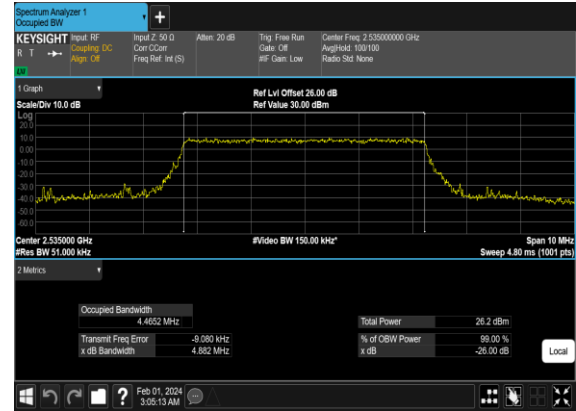 Spectrum Analyzer 1
Occupied BW
+
KEYSIGHT Input: RF Input Z: 50 Ω Atten: 20 dB Trig: Free Run Center Freq: 2.535000000 GHz
R T Coupling: DC Corr CCorr Gate: Off Avg|Hold: 100/100
Align: Off Freq Ref: Int (S) #IF Gain: Low Radio Std: None
LU
1 Graph Ref Lvl Offset 26.00 dB
Scale/Div 10.0 dB Ref Value 30.00 dBm
Log
20.0
10.0
0.00
-10.0
-20.0
-30.0
-40.0
-50.0
-60.0
Center 2.535000 GHz #Video BW 150.00 kHz* Span 10 MHz
#Res BW 51.000 kHz Sweep 4.80 ms (1001 pts)
2 Metrics
Occupied Bandwidth
4.4652 MHz Total Power 26.2 dBm
Transmit Freq Error -9.080 kHz % of OBW Power 99.00 %
x dB Bandwidth 4.882 MHz x dB -26.00 dB
Local
? Feb 01, 2024
3:05:13 AM